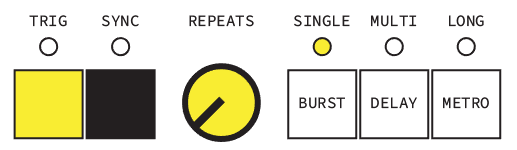 TRIG SYNC REPEATS SINGLE MULTI LONG
BURST DELAY METRO